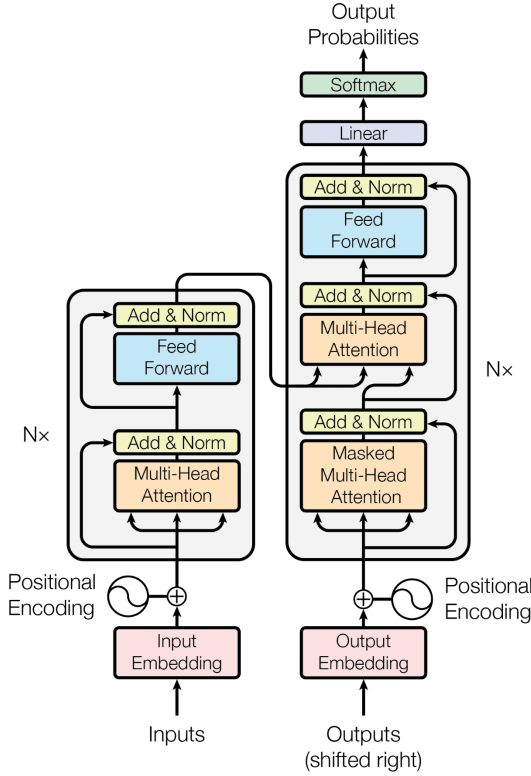 Output
Probabilities
Softmax
Linear
Add & Norm
Feed
Forward
Add & Norm
Multi-Head
Attention
Add & Norm
Masked
Multi-Head
Attention
N×
Add & Norm
Feed
Forward
Add & Norm
Multi-Head
Attention
N×
Positional
Encoding
Positional
Encoding
Input
Embedding
Output
Embedding
Inputs
Outputs
(shifted right)